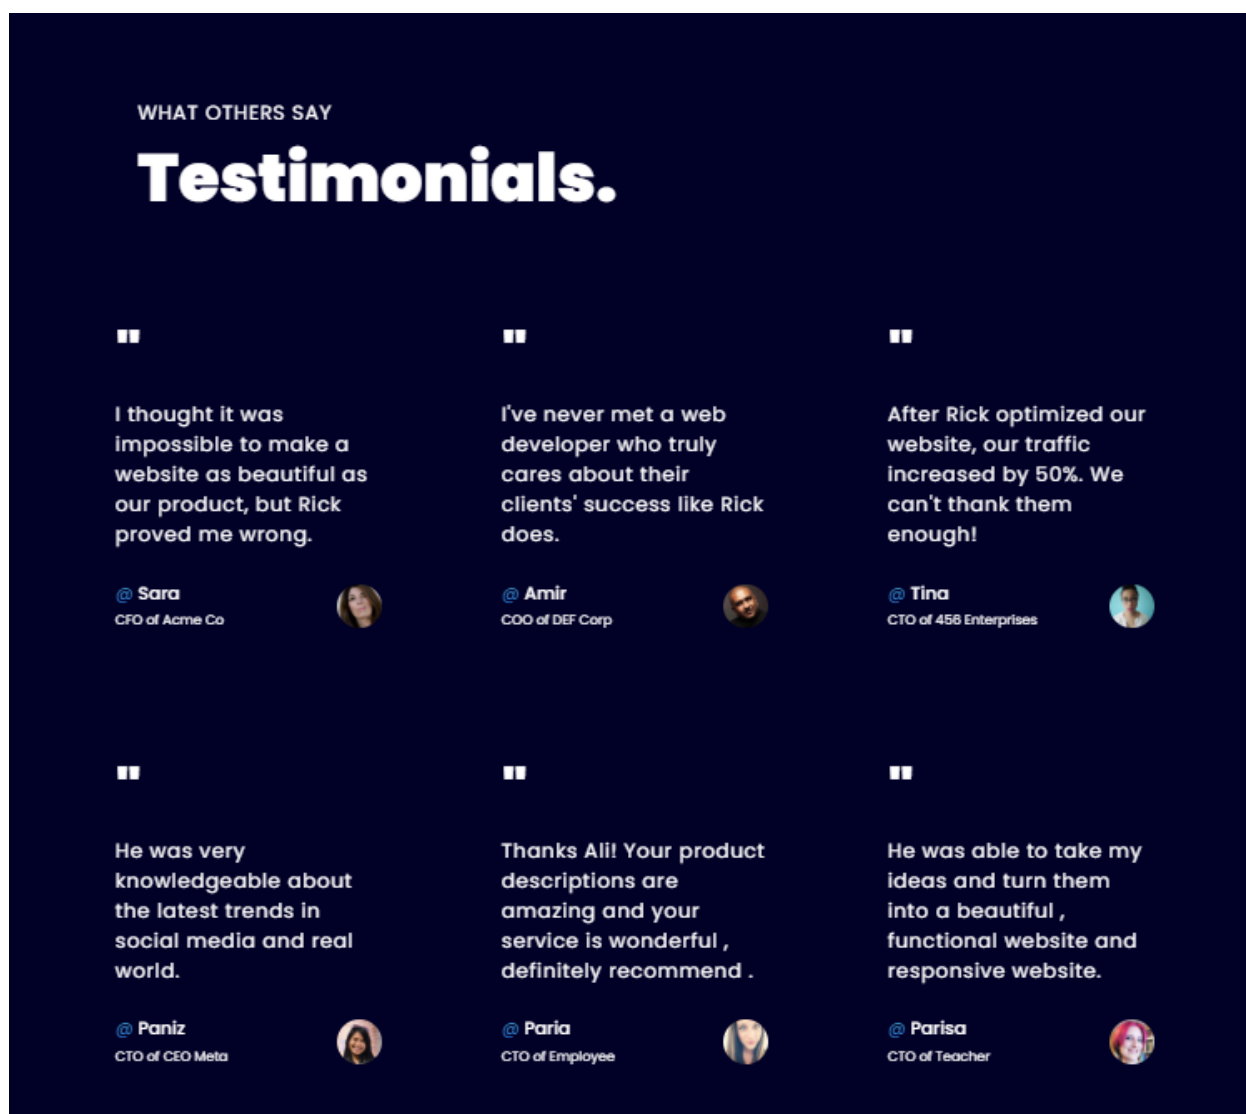 WHAT OTHERS SAY
Testimonials.
"
I thought it was
impossible to make a
website as beautiful as
our product, but Rick
proved me wrong.
@ Sara
CFO of Acme Co
"
I've never met a web
developer who truly
cares about their
clients' success like Rick
does.
@ Amir
COO of DEF Corp
"
After Rick optimized our
website, our traffic
increased by 50%. We
can't thank them
enough!
@ Tina
CTO of 456 Enterprises
"
He was very
knowledgeable about
the latest trends in
social media and real
world.
@ Paniz
CTO of CEO Meta
"
Thanks Ali! Your product
descriptions are
amazing and your
service is wonderful ,
definitely recommend .
@ Paria
CTO of Employee
"
He was able to take my
ideas and turn them
into a beautiful ,
functional website and
responsive website.
@ Parisa
CTO of Teacher